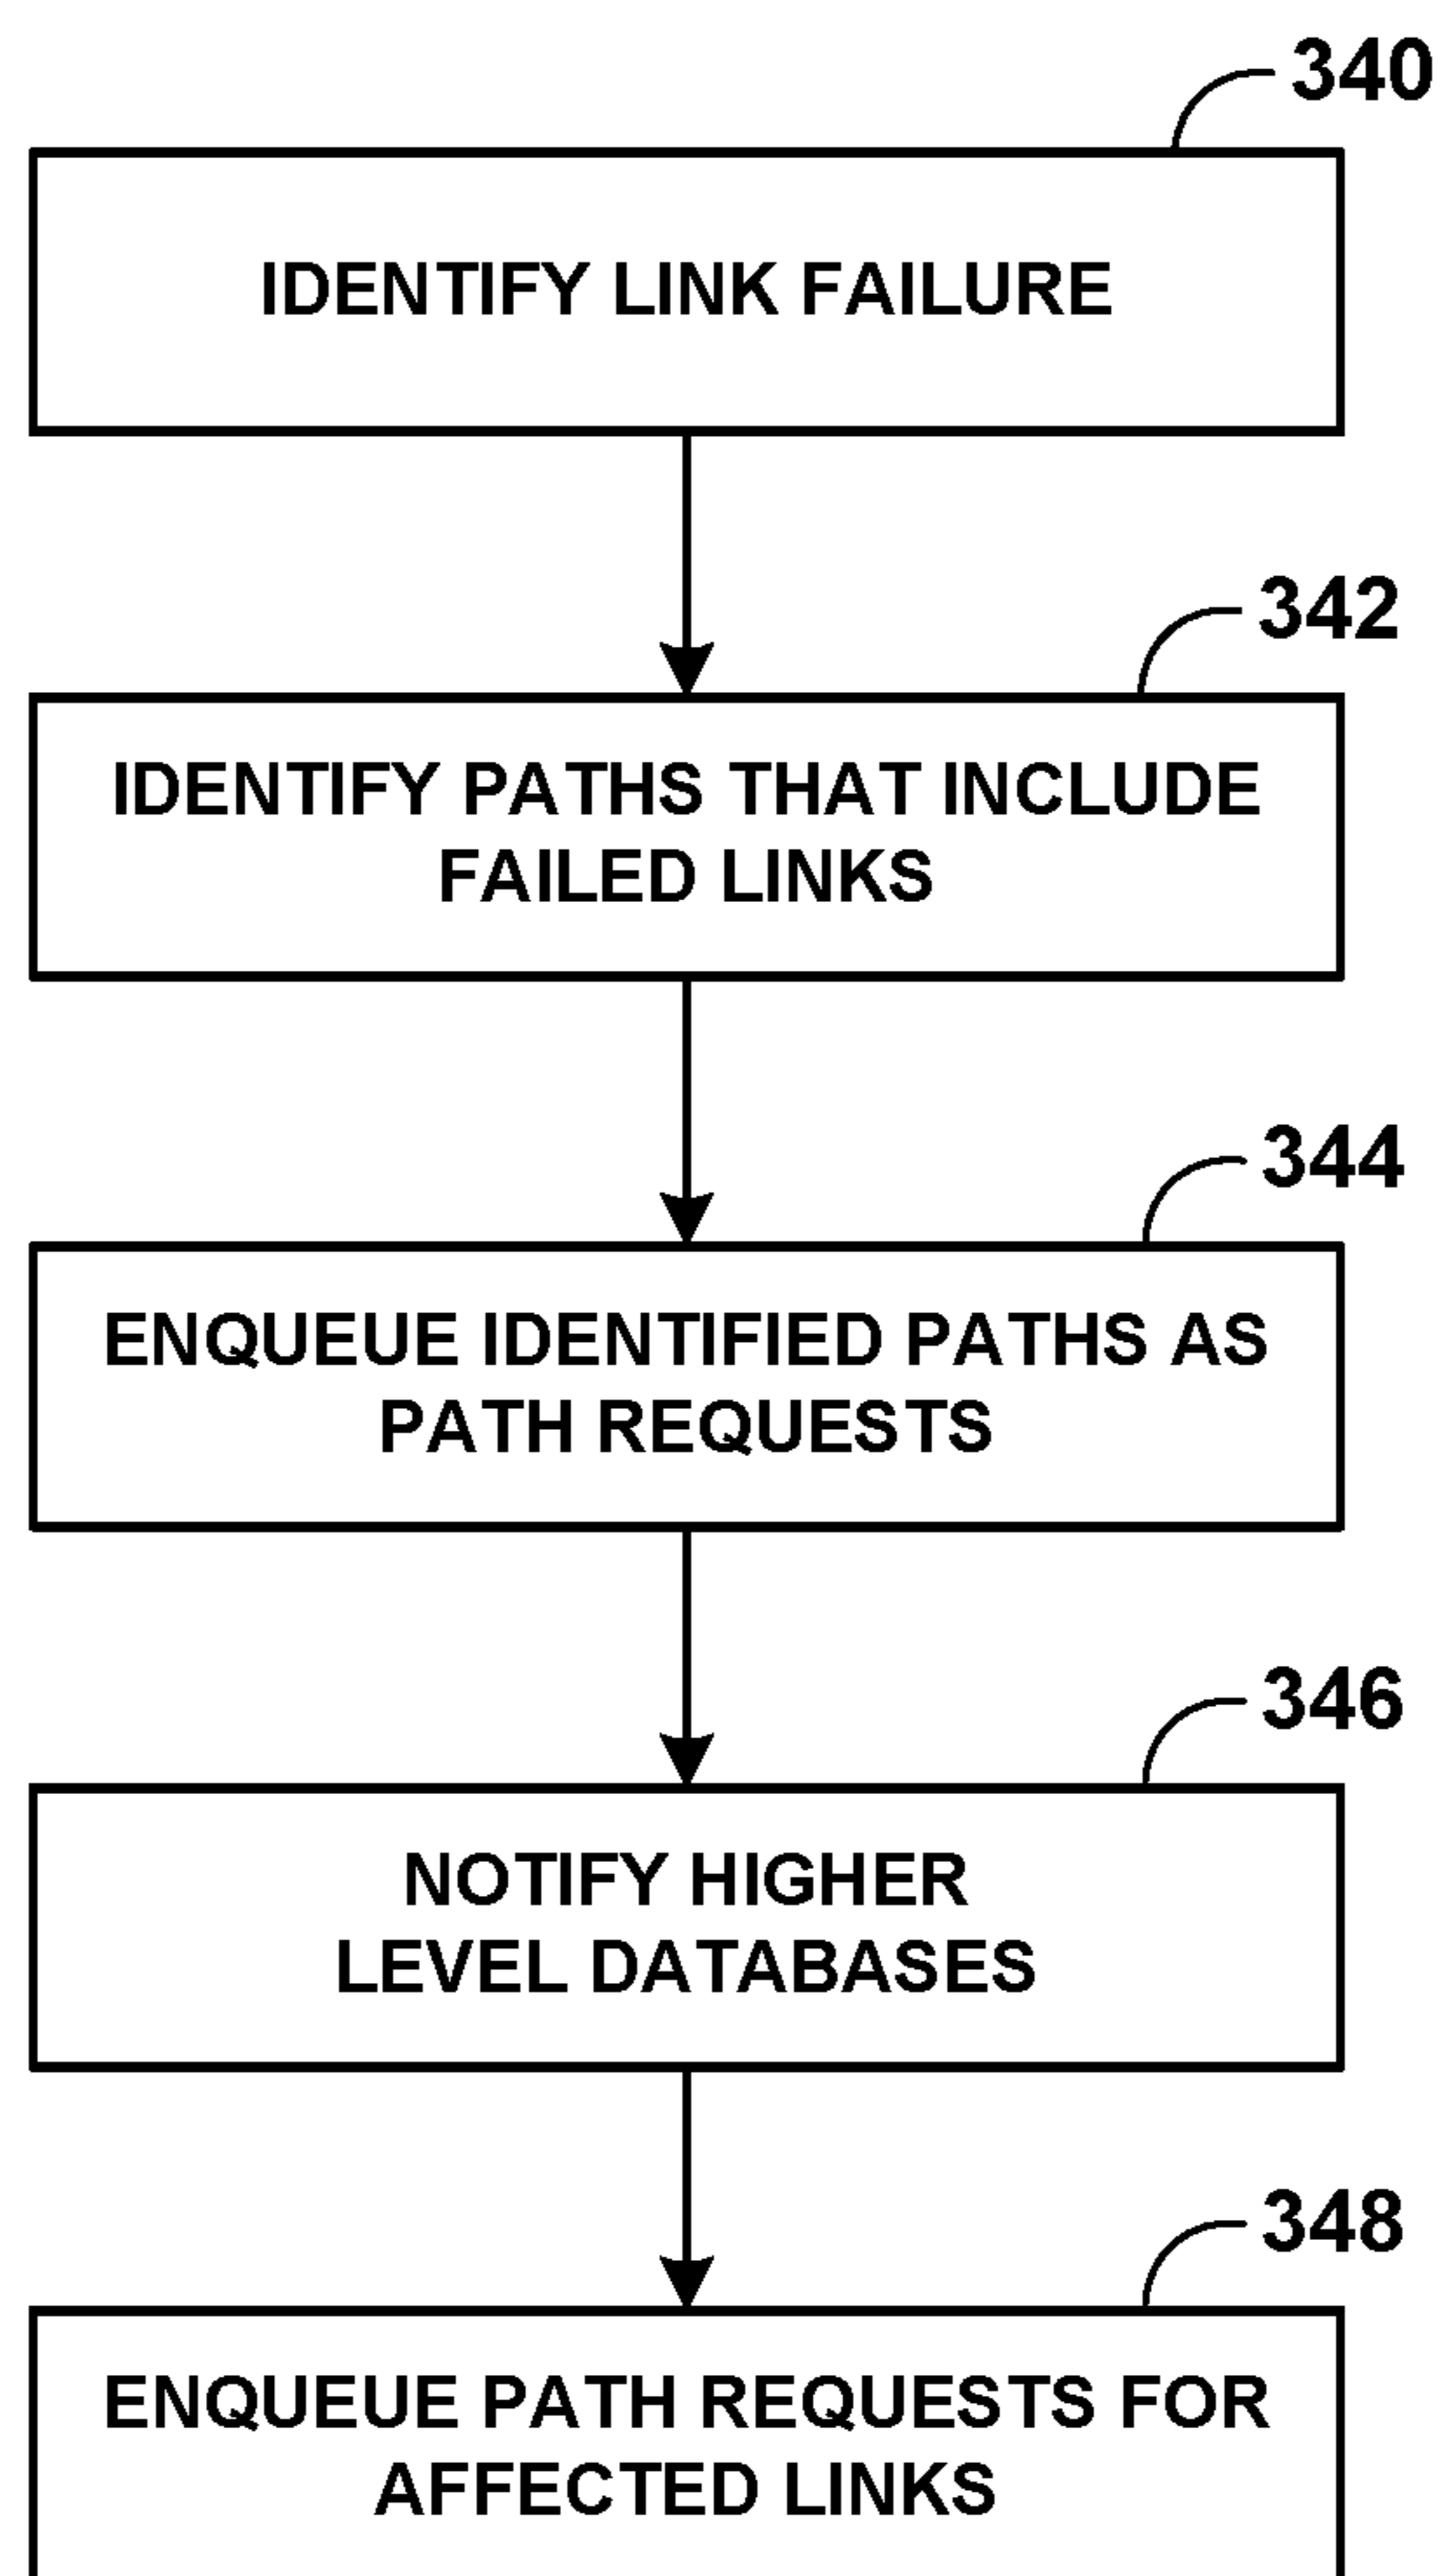 340
IDENTIFY LINK FAILURE
342
IDENTIFY PATHS THAT INCLUDE
FAILED LINKS
344
ENQUEUE IDENTIFIED PATHS AS
PATH REQUESTS
346
NOTIFY HIGHER
LEVEL DATABASES
348
ENQUEUE PATH REQUESTS FOR
AFFECTED LINKS